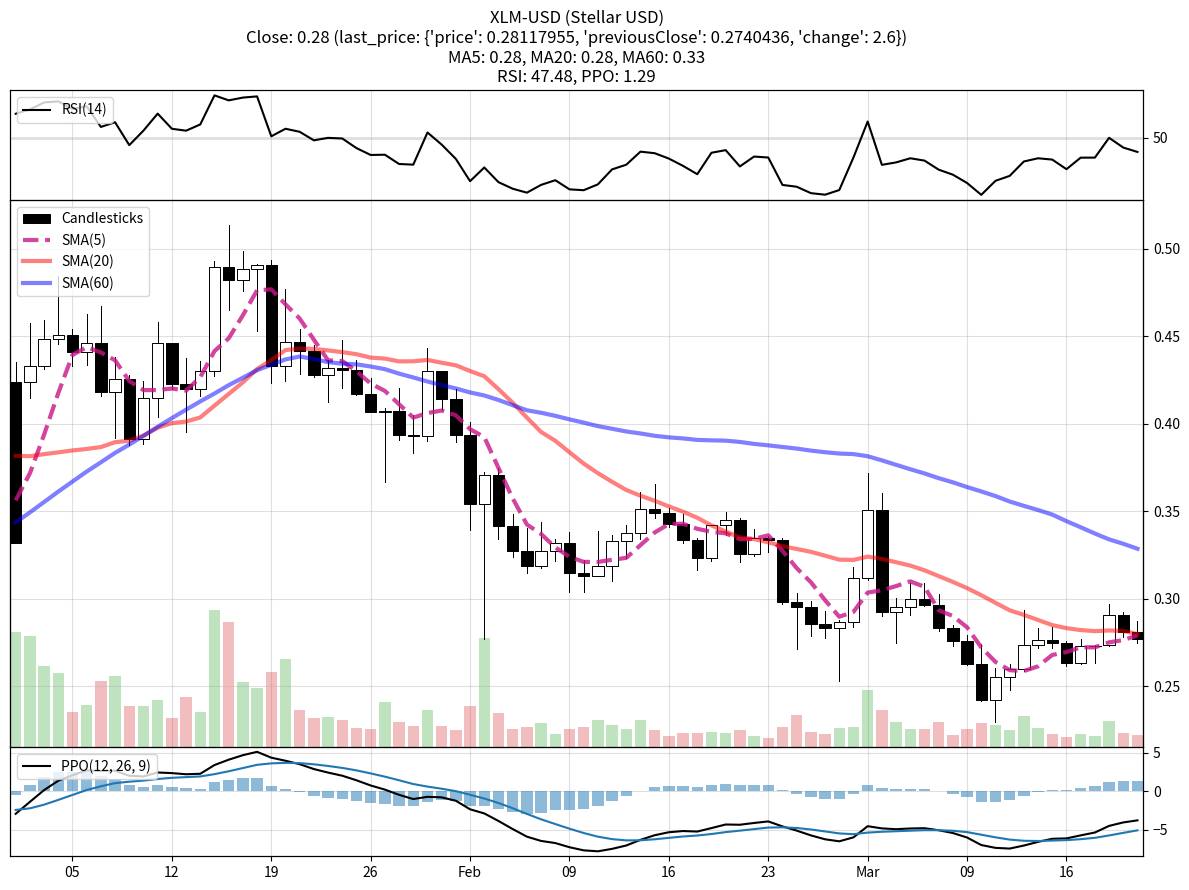 XLM-USD (Stellar USD)
Close: 0.28 (last_price: {'price': 0.28117955, 'previousClose': 0.2740436, 'change': 2.6})
MA5: 0.28, MA20: 0.28, MA60: 0.33
RSI: 47.48, PPO: 1.29
RSI(14)
50
Candlesticks
SMA(5)
SMA(20)
SMA(60)
0.50
0.45
0.40
0.35
0.30
0.25
PPO(12, 26, 9)
5
0
−5
05 12 19 26 Feb 09 16 23 Mar 09 16